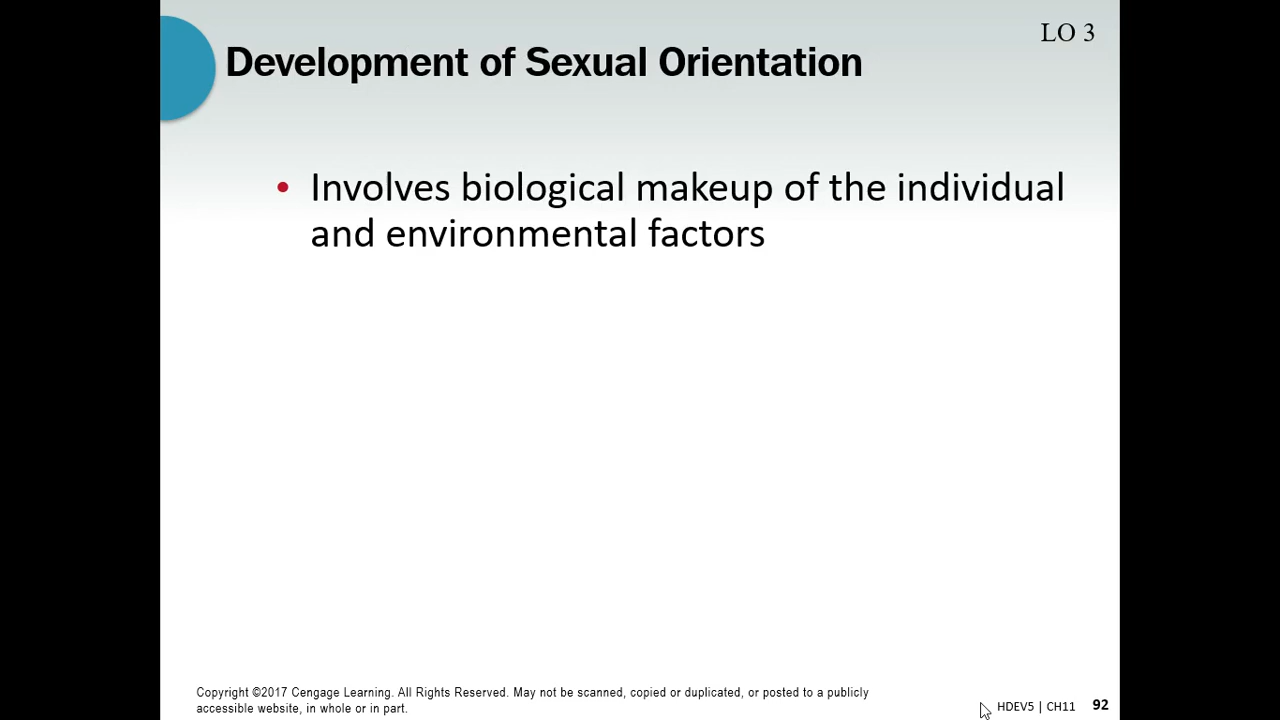 LO 3
Development of Sexual Orientation
• Involves biological makeup of the individual
and environmental factors
Copyright ©2017 Cengage Learning. All Rights Reserved. May not be scanned, copied or duplicated, or posted to a publicly
accessible website, in whole or in part.
HDEV5 | CH11 92